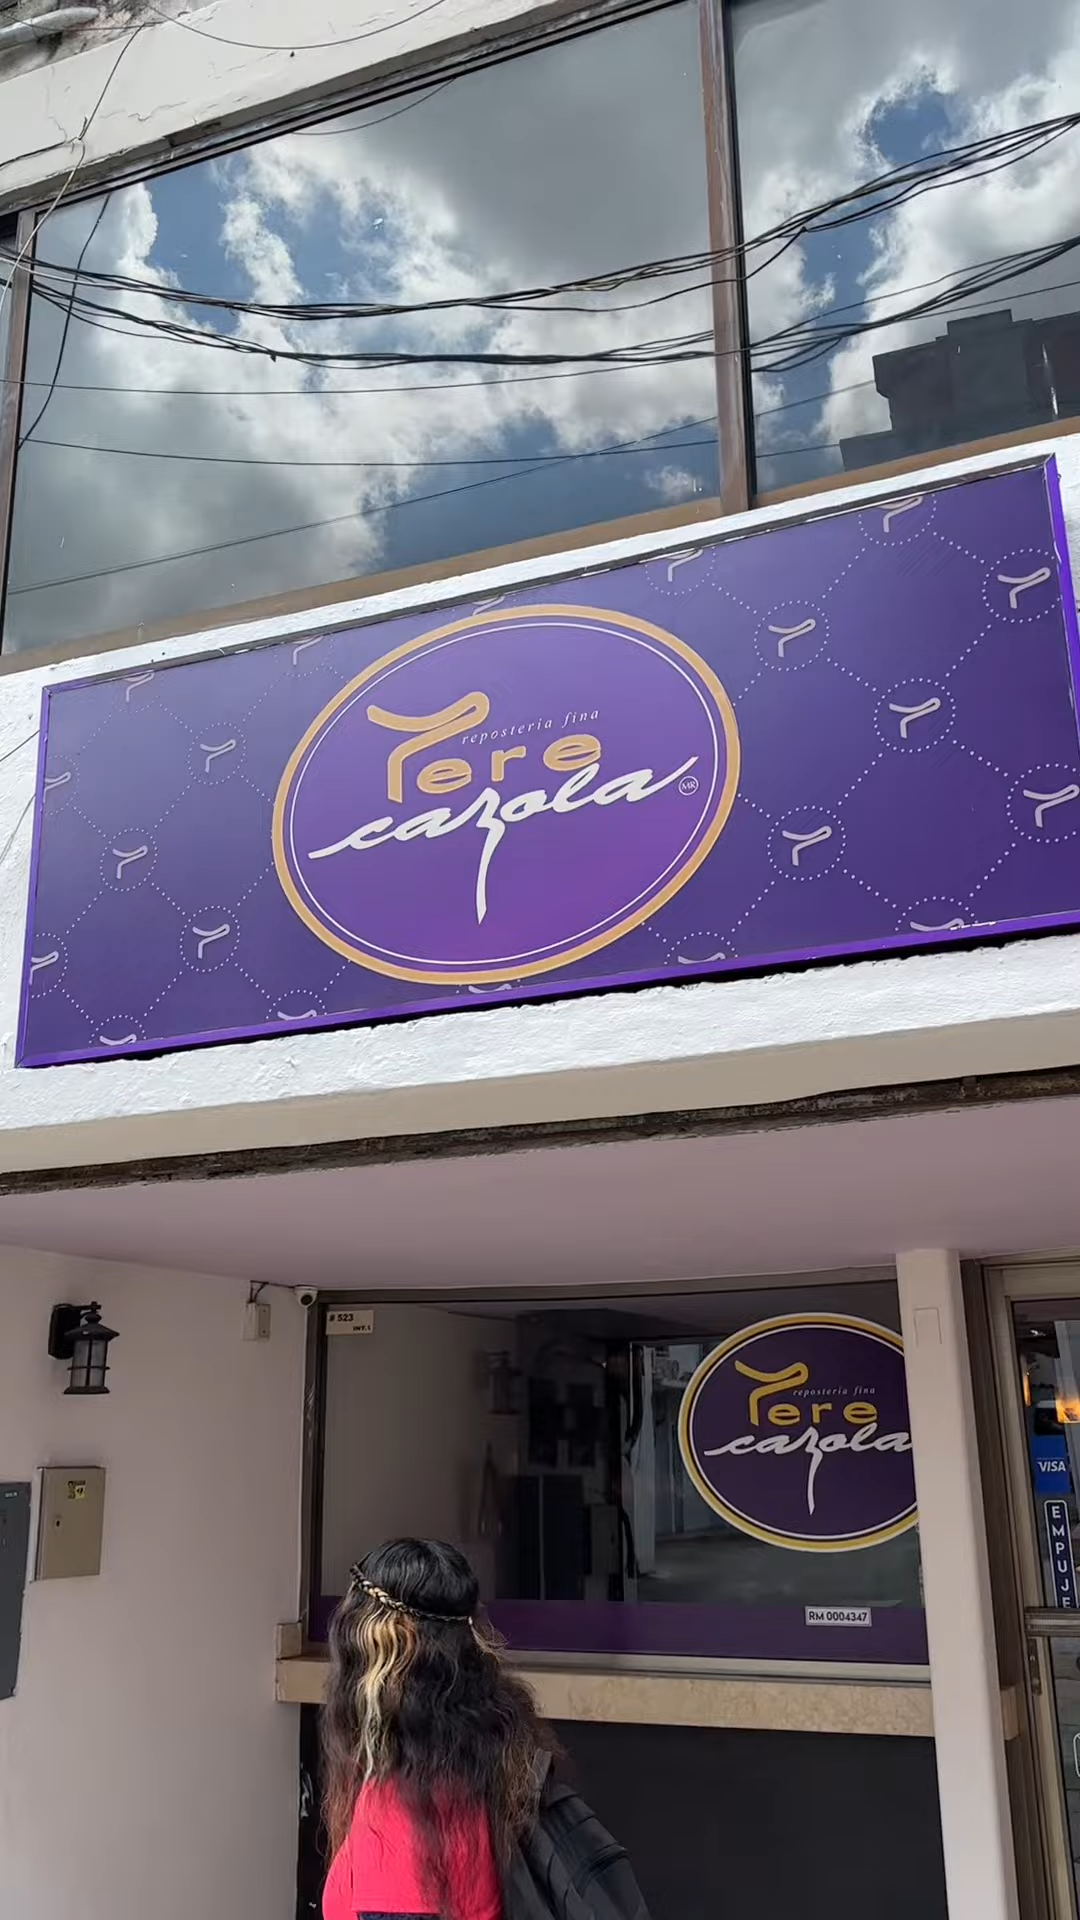 reposteria fina
Tere
cazola
MR
# 523
INT.1
reposteria fina
Tere
cazola
VISA
EMPUJE
RM 0004347